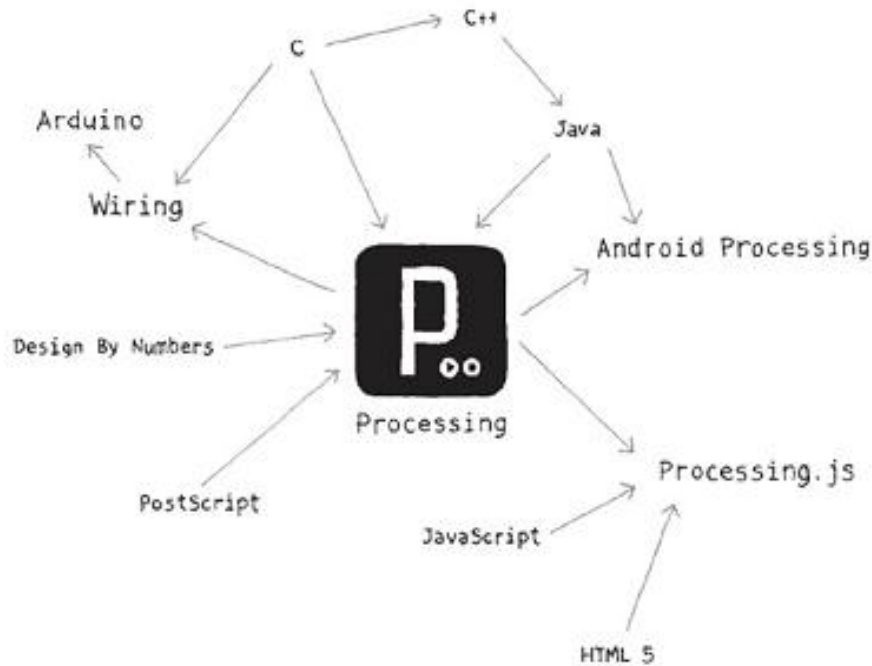 C++
C
Arduino
Java
Wiring
Android Processing
P
Design By Numbers
Processing
Processing.js
PostScript
JavaScript
HTML 5